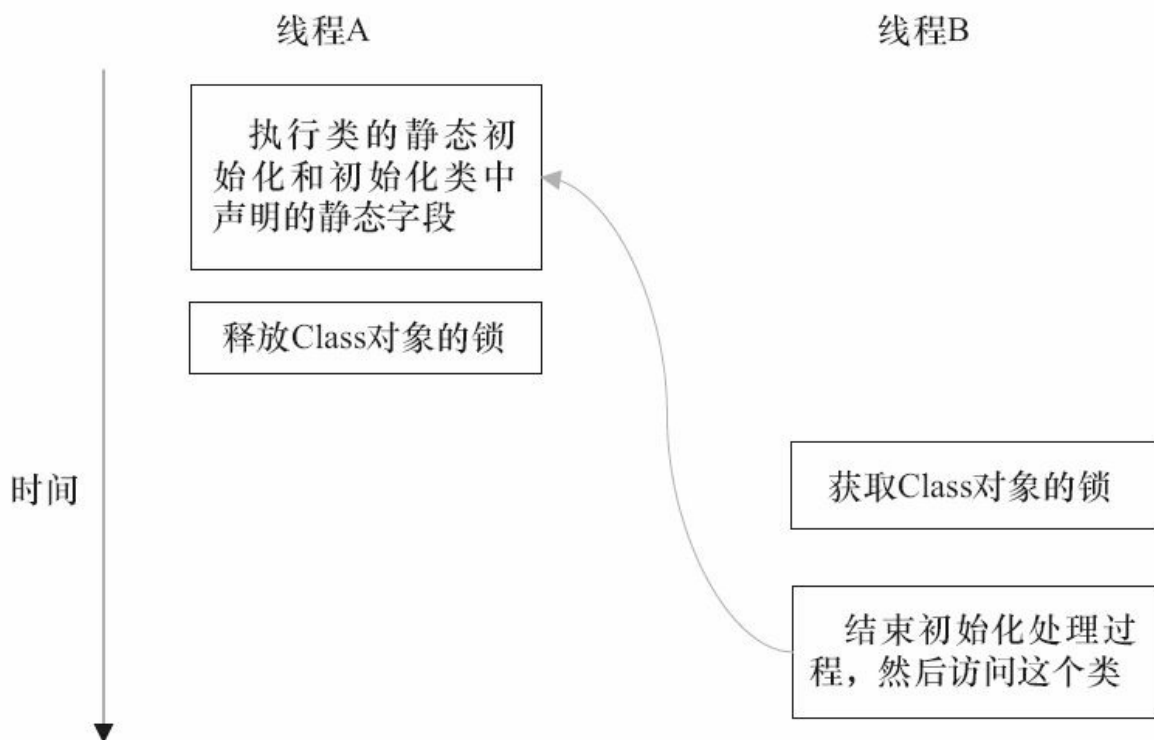 线程A
线程B
执行类的静态初
始化和初始化类中
声明的静态字段
释放Class对象的锁
时间
获取Class对象的锁
结束初始化处理过
程，然后访问这个类